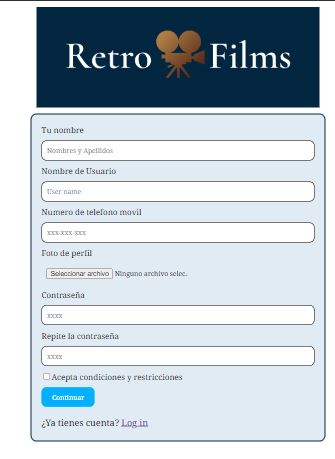 Retro Films
Tu nombre
Nombres y Apellidos
Nombre de Usuario
User name
Numero de telefono movil
xxx-xxx-xxx
Foto de perfil
Seleccionar archivo Ninguno archivo selec.
Contraseña
xxxx
Repite la contraseña
xxxx
Acepta condiciones y restricciones
Continuar
¿Ya tienes cuenta? Log in